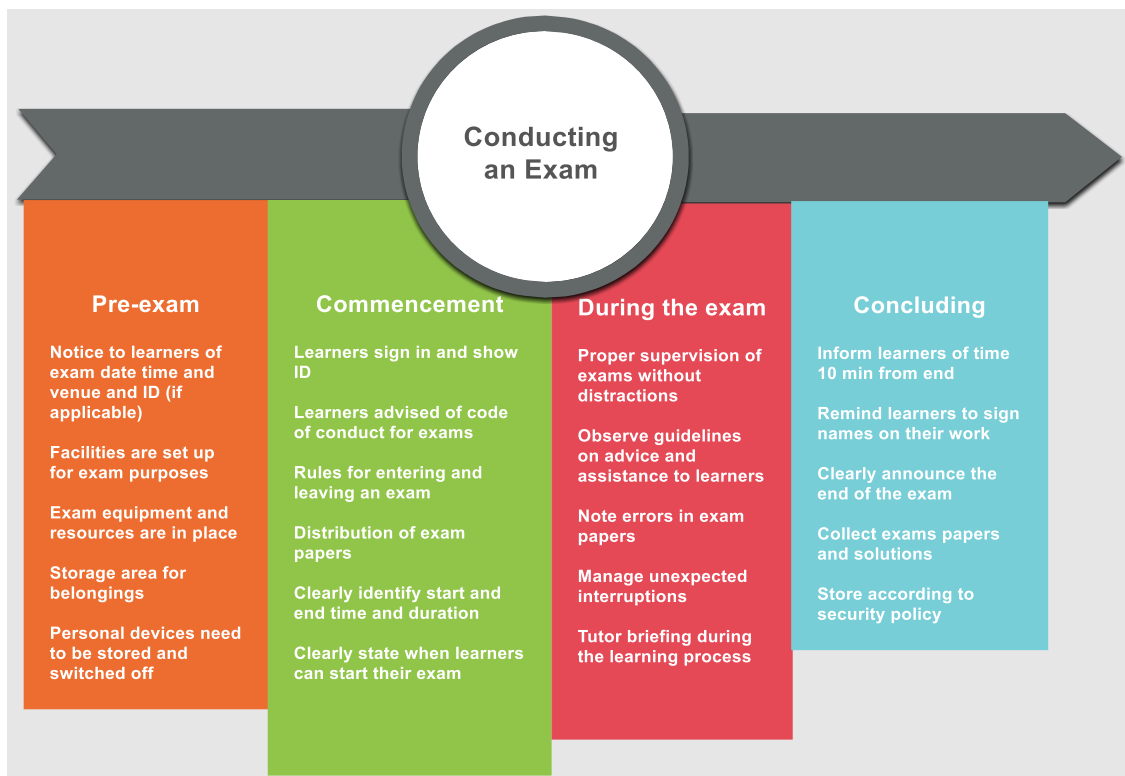 Conducting
an Exam
Pre-exam
Notice to learners of
exam date time and
venue and ID (if
applicable)
Facilities are set up
for exam purposes
Exam equipment and
resources are in place
Storage area for
belongings
Personal devices need
to be stored and
switched off
Commencement
Learners sign in and show
ID
Learners advised of code
of conduct for exams
Rules for entering and
leaving an exam
Distribution of exam
papers
Clearly identify start and
end time and duration
Clearly state when learners
can start their exam
During the exam
Proper supervision of
exams without
distractions
Observe guidelines
on advice and
assistance to learners
Note errors in exam
papers
Manage unexpected
interruptions
Tutor briefing during
the learning process
Concluding
Inform learners of time
10 min from end
Remind learners to sign
names on their work
Clearly announce the
end of the exam
Collect exams papers
and solutions
Store according to
security policy